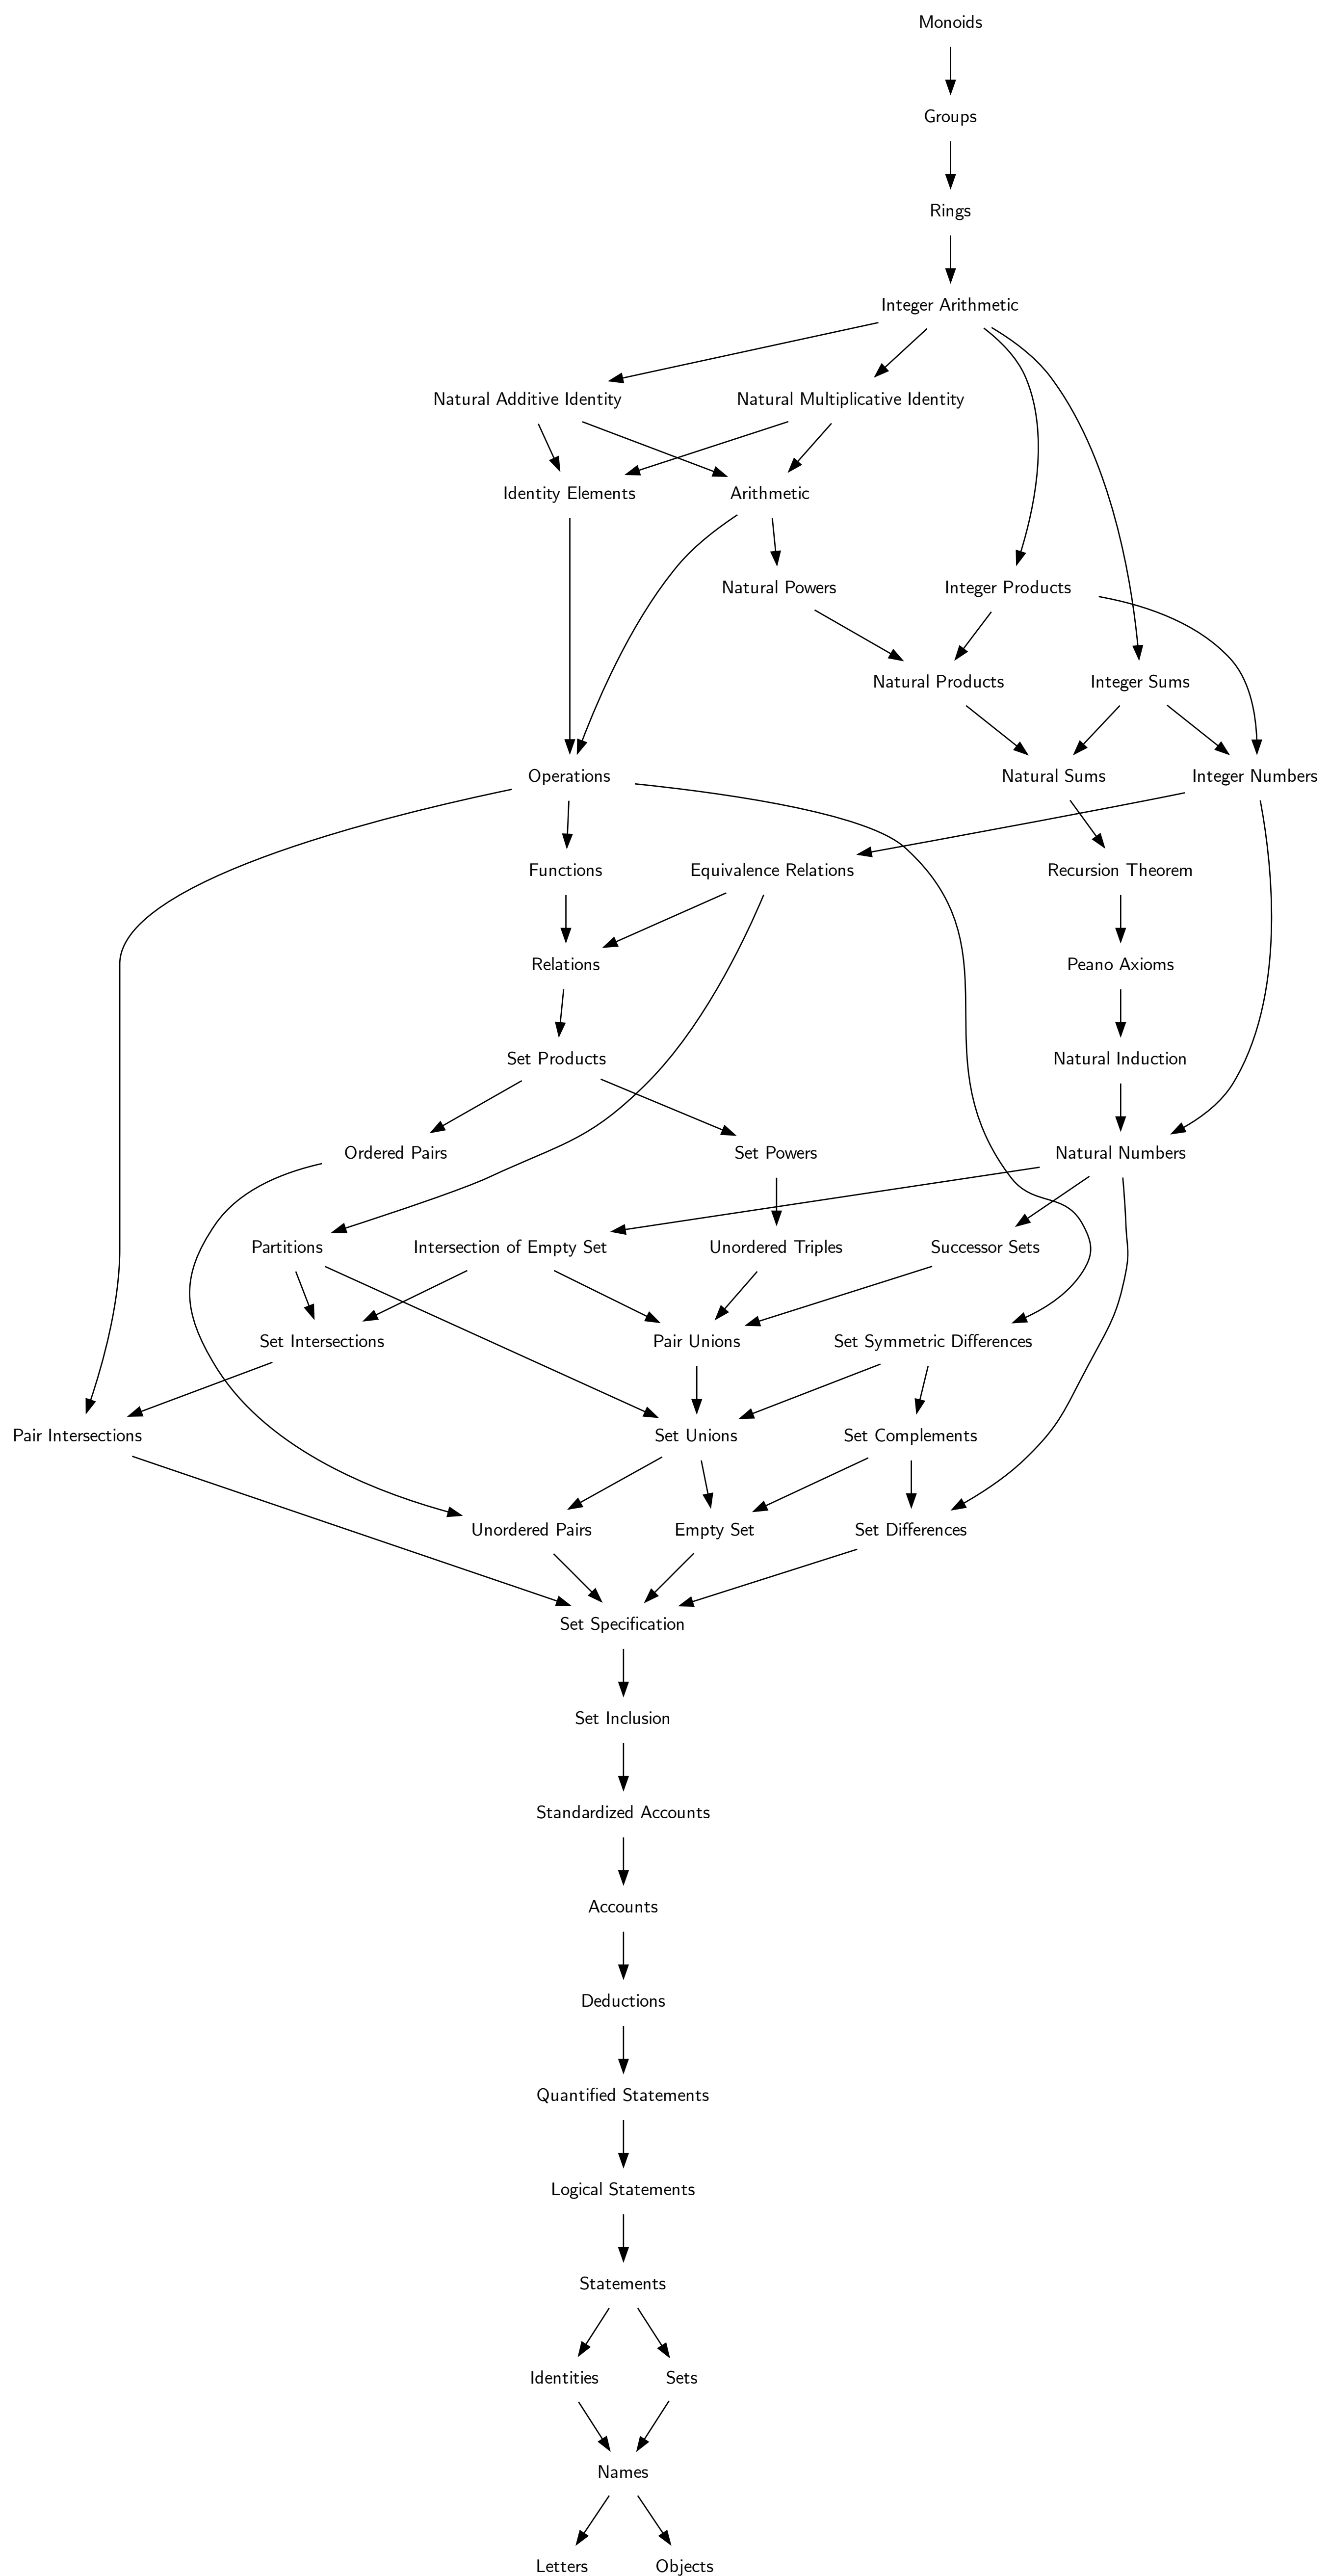 Monoids
Groups
Rings
Integer Arithmetic
Natural Additive Identity
Natural Multiplicative Identity
Identity Elements
Arithmetic
Natural Powers
Integer Products
Natural Products
Integer Sums
Operations
Natural Sums
Integer Numbers
Functions
Equivalence Relations
Recursion Theorem
Relations
Peano Axioms
Set Products
Natural Induction
Ordered Pairs
Set Powers
Natural Numbers
Partitions
Intersection of Empty Set
Unordered Triples
Successor Sets
Set Intersections
Pair Unions
Set Symmetric Differences
Pair Intersections
Set Unions
Set Complements
Unordered Pairs
Empty Set
Set Differences
Set Specification
Set Inclusion
Standardized Accounts
Accounts
Deductions
Quantified Statements
Logical Statements
Statements
Identities
Sets
Names
Letters
Objects